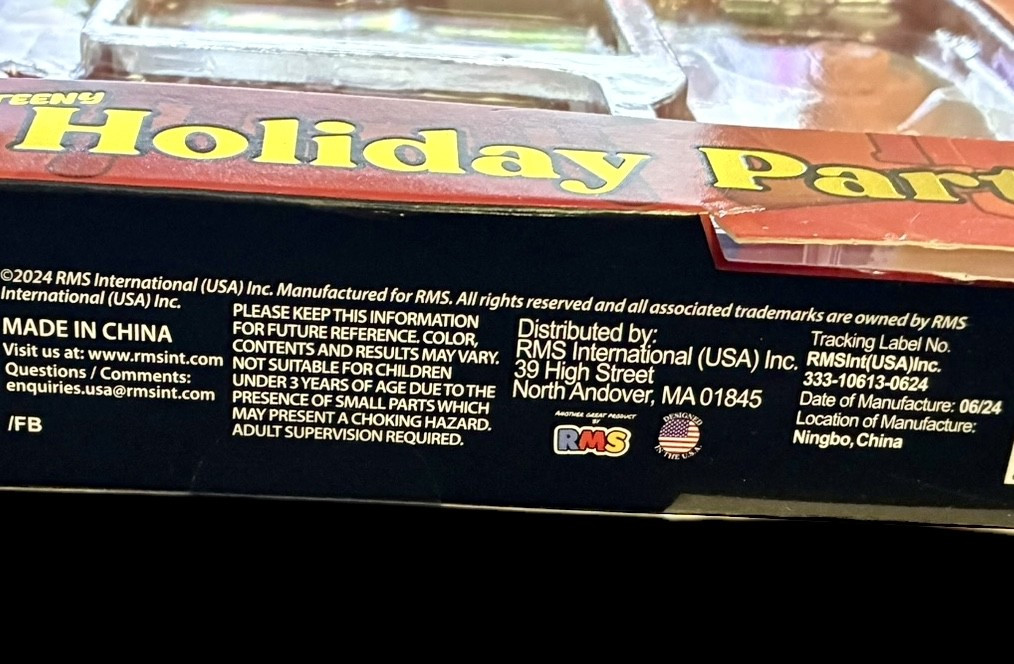 TEENY
Holiday Part
©2024 RMS International (USA) Inc. Manufactured for RMS. All rights reserved and all associated trademarks are owned by RMS
International (USA) Inc.
MADE IN CHINA
Visit us at: www.rmsint.com
Questions / Comments:
enquiries.usa@rmsint.com
/FB
PLEASE KEEP THIS INFORMATION
FOR FUTURE REFERENCE. COLOR,
CONTENTS AND RESULTS MAY VARY.
NOT SUITABLE FOR CHILDREN
UNDER 3 YEARS OF AGE DUE TO THE
PRESENCE OF SMALL PARTS WHICH
MAY PRESENT A CHOKING HAZARD.
ADULT SUPERVISION REQUIRED.
Distributed by:
RMS International (USA) Inc.
39 High Street
North Andover, MA 01845
ANOTHER GREAT PRODUCT
BY
RMS
DESIGNED
IN THE U.S.A
Tracking Label No.
RMSInt(USA)Inc.
333-10613-0624
Date of Manufacture: 06/24
Location of Manufacture:
Ningbo,China